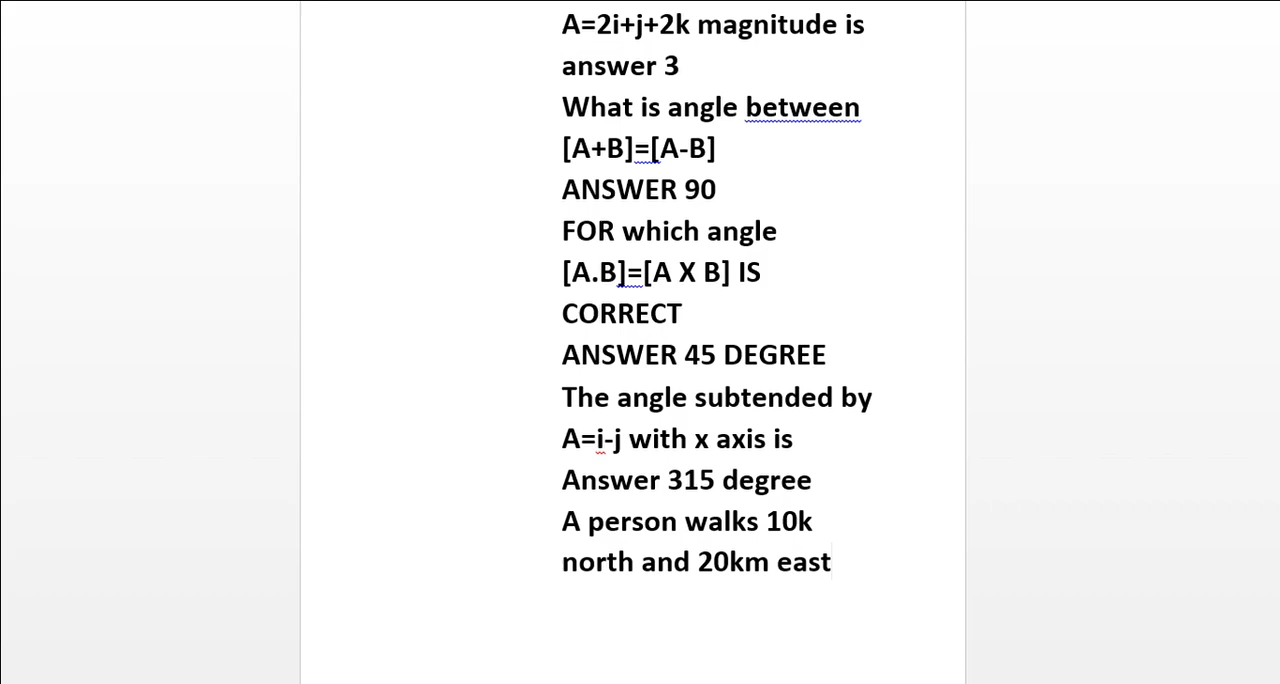 A=2i+j+2k magnitude is
answer 3
What is angle between
[A+B]=[A-B]
ANSWER 90
FOR which angle
[A.B]=[A X B] IS
CORRECT
ANSWER 45 DEGREE
The angle subtended by
A=i-j with x axis is
Answer 315 degree
A person walks 10k
north and 20km east